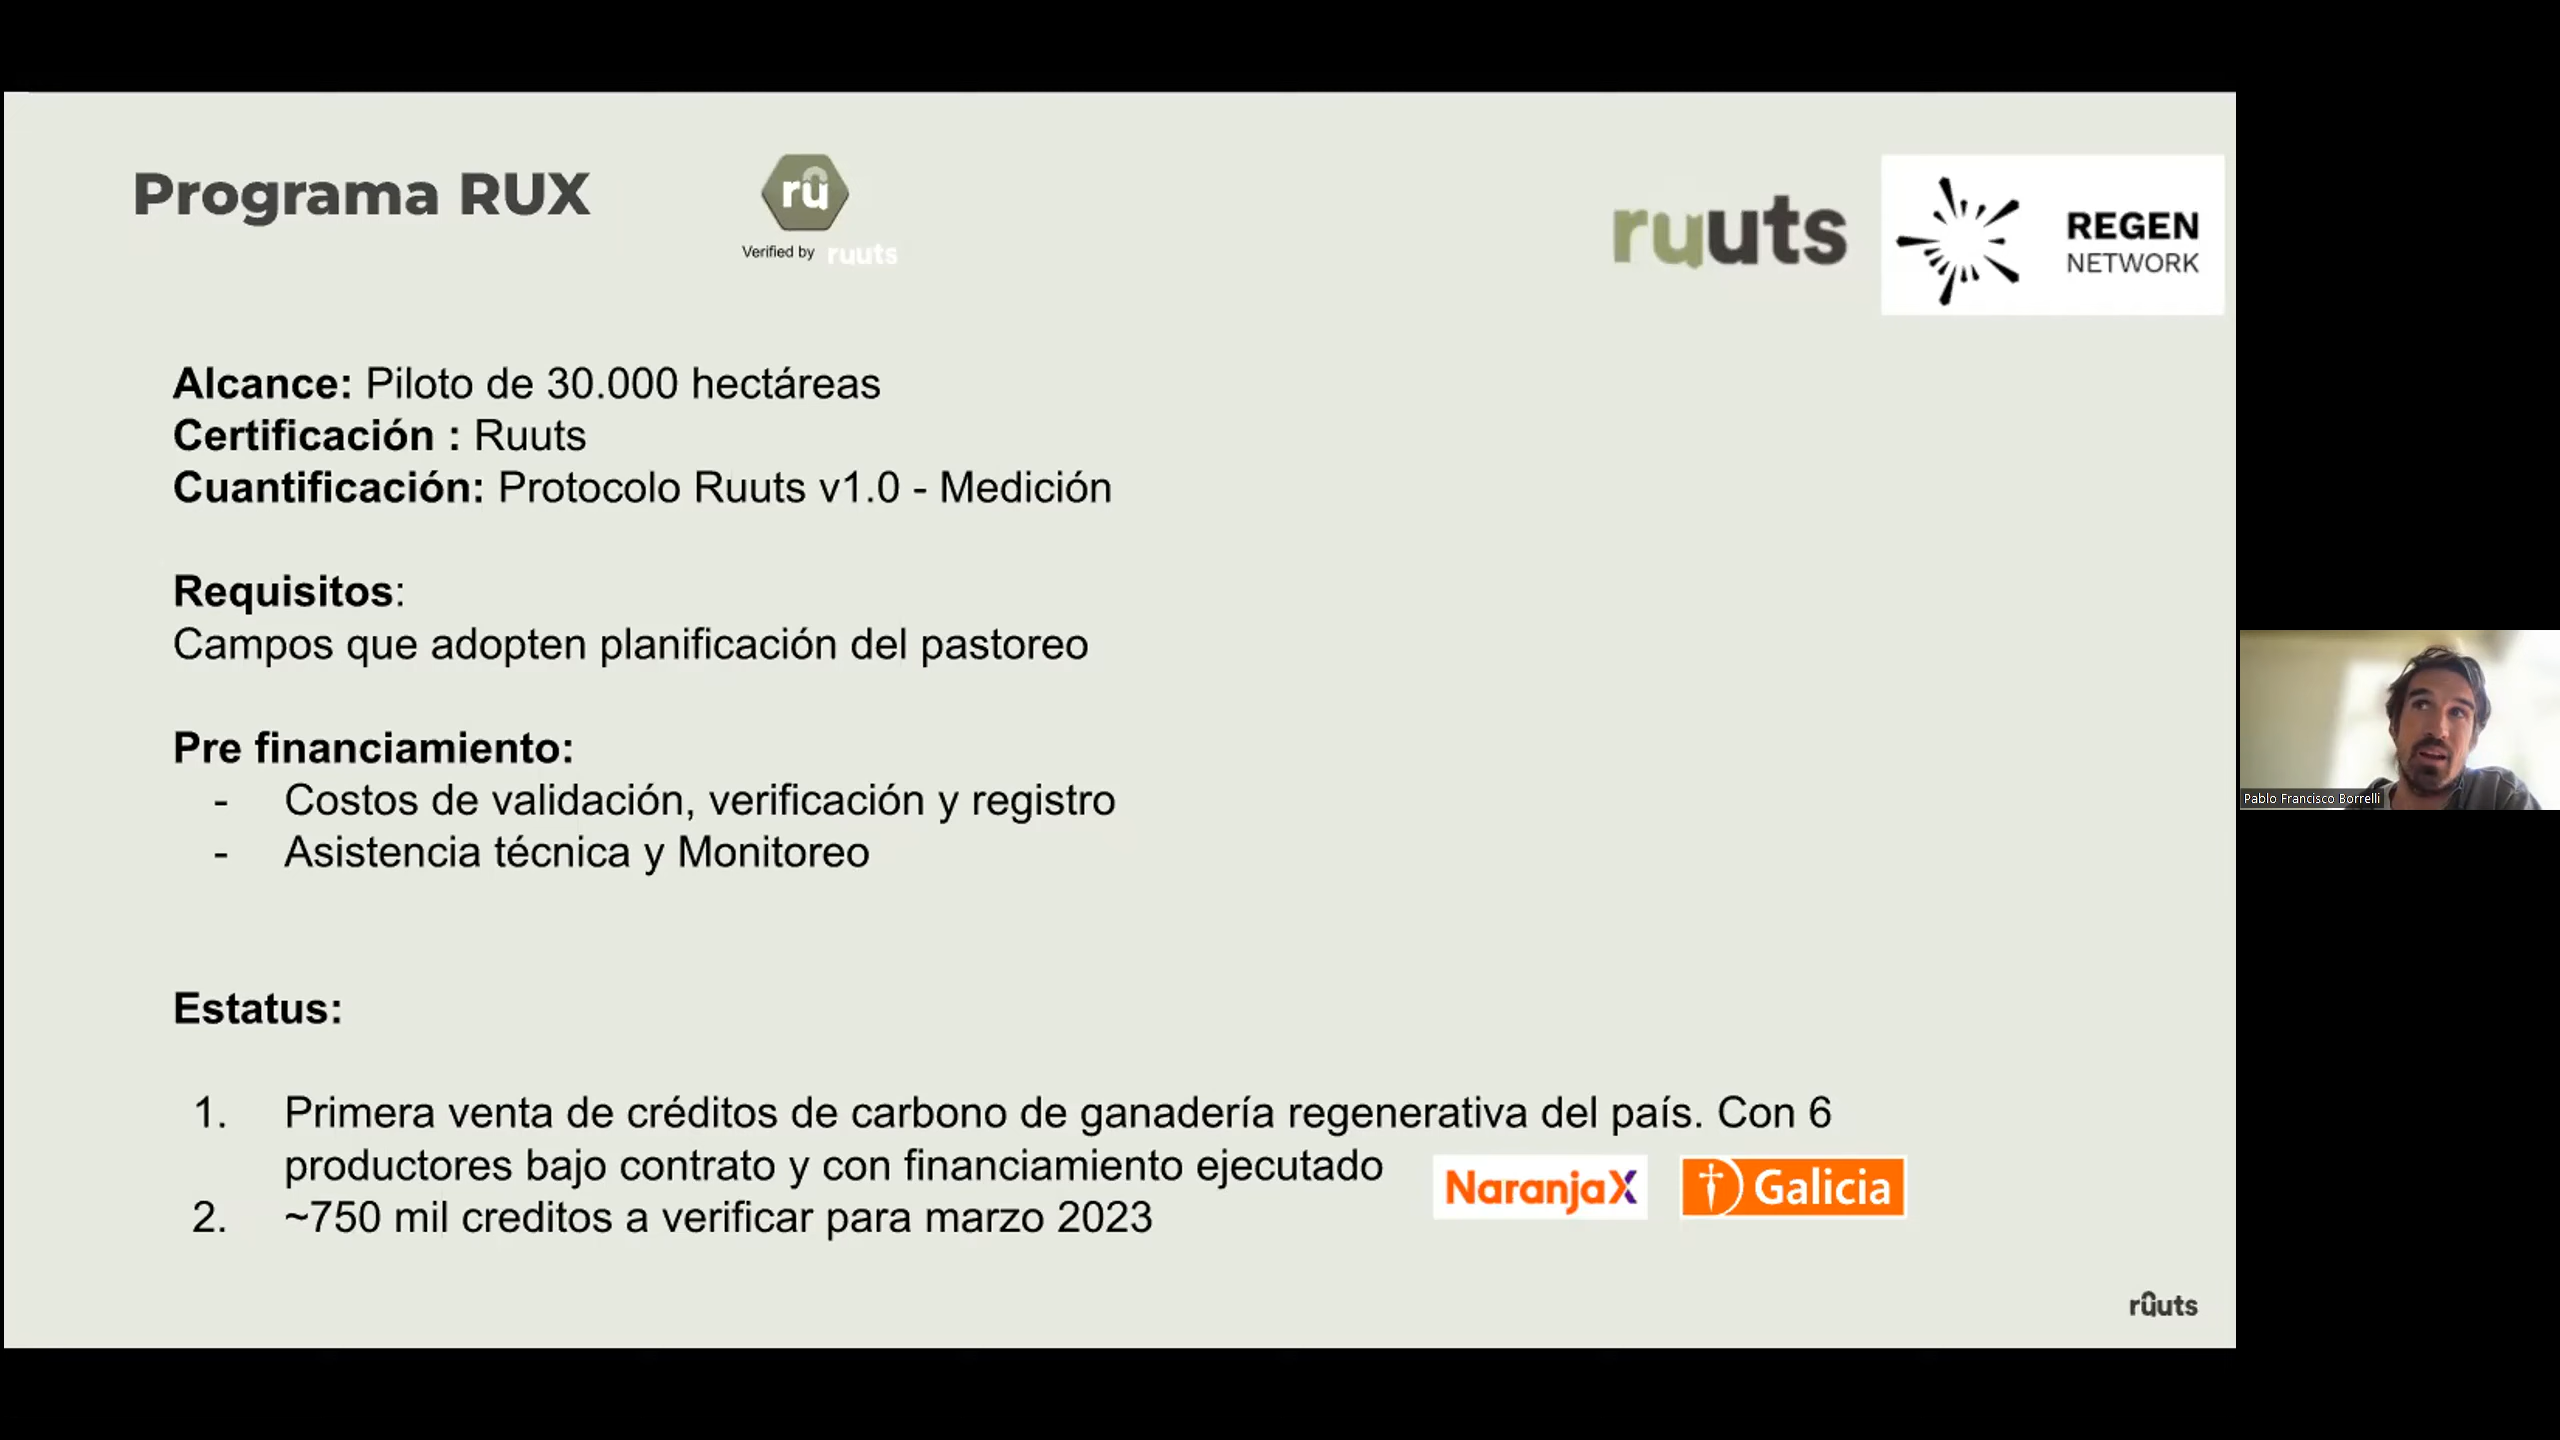 Programa RUX
rû
Verified by ruuts
ruuts
REGEN
NETWORK
Alcance: Piloto de 30.000 hectáreas
Certificación : Ruuts
Cuantificación: Protocolo Ruuts v1.0 - Medición
Requisitos:
Campos que adopten planificación del pastoreo
Pre financiamiento:
- Costos de validación, verificación y registro
- Asistencia técnica y Monitoreo
Pablo Francisco Borrelli
Estatus:
1. Primera venta de créditos de carbono de ganadería regenerativa del país. Con 6
productores bajo contrato y con financiamiento ejecutado
NaranjaX
Galicia
2. ~750 mil creditos a verificar para marzo 2023
rûuts